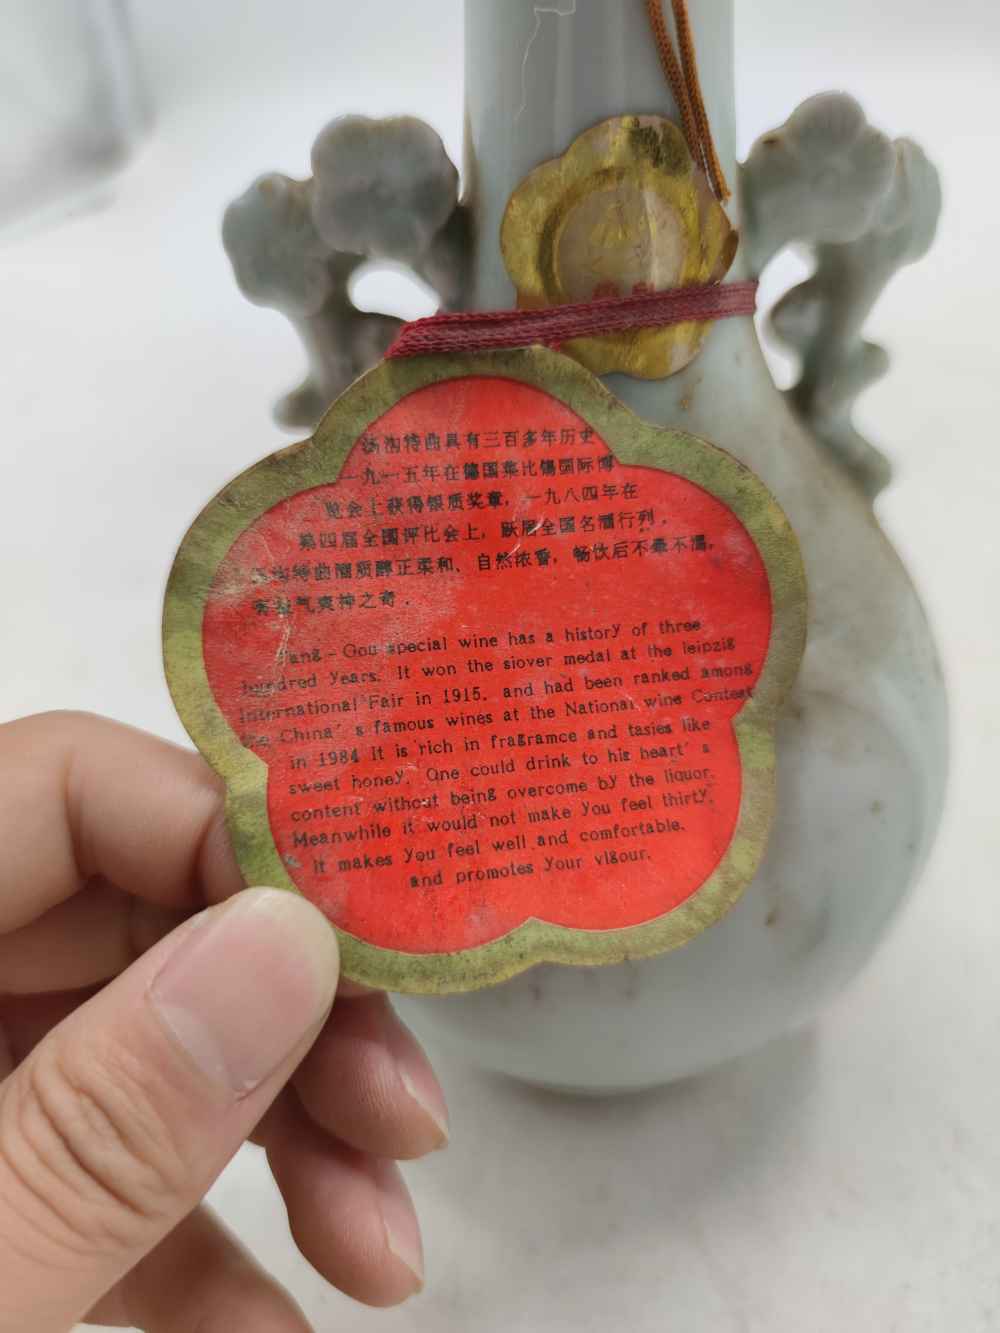 汤沟特曲具有三百多年历史
一九一五年在德国莱比锡国际博
览会上获得银质奖章，一九八四年在
第四届全国评比会上，跃居全国名酒行列。
汤沟特曲酒质醇正柔和、自然浓香，畅饮后不晕不渴，
有益气爽神之奇.
Tang-Gou special wine has a history of three
hundred years. It won the siover medal at the leipzig
International Fair in 1915. and had been ranked among
the China's famous wines at the National wine Contest
in 1984 It is rich in fragramce and tasies like
sweet honey. One could drink to his heart's
content without being overcome by the liquor.
Meanwhile it would not make you feel thirty.
it makes you feel well and comfortable.
and promotes your vigour.